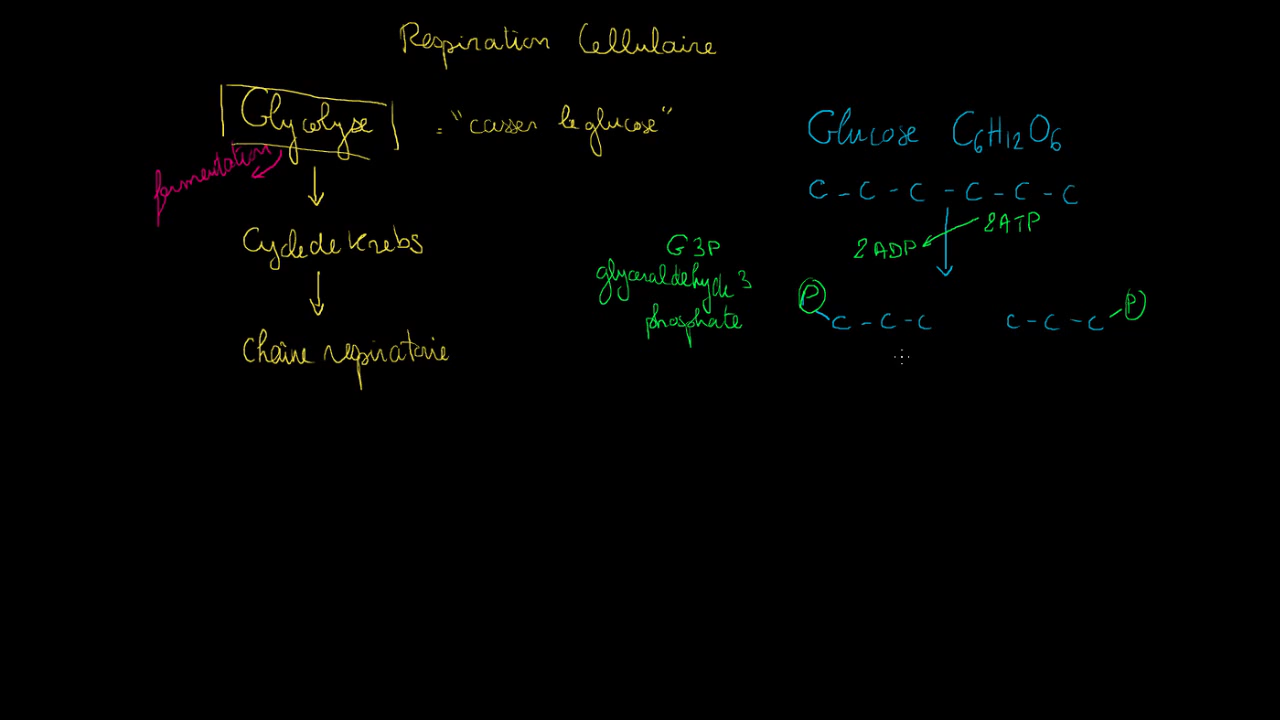 Respiration Cellulaire
Glycolyse
= "casser le glucose"
fermentation
Cycle de Krebs
Chaîne respiratoire
Glucose C6H12O6
C - C - C - C - C - C
2ATP
2ADP
G3P
glyceraldehyde 3
phosphate
P
C - C - C
C - C - C
P